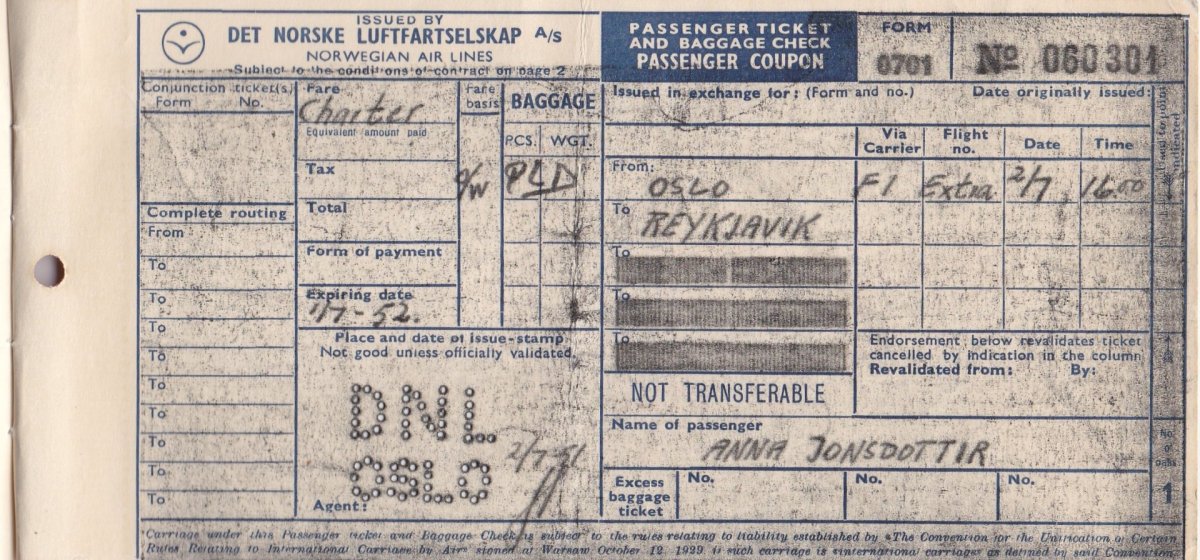 ISSUED BY
DET NORSKE LUFTFARTSELSKAP A/S
NORWEGIAN AIR LINES
Subject to the conditions of contract on page 2
PASSENGER TICKET
AND BAGGAGE CHECK
PASSENGER COUPON
FORM
0701
No 060301
Conjunction ticket(s)
Form No.
Fare
Charter
Equivalent amount paid
Fare basis
BAGGAGE
PCS. WGT.
Issued in exchange for: (Form and no.)
Date originally issued:
Via Carrier
Flight no.
Date
Time
Tax
O/W
PLD
From:
OSLO FI Extra 2/7 16.00
To
REYKJAVIK
To
To
To
Total
Form of payment
Expiring date
1/7-52.
Complete routing
From
To
To
To
To
To
To
To
To
To
Place and date of issue-stamp
Not good unless officially validated
DNL
OSLO
2/7-51
Agent:
NOT TRANSFERABLE
Endorsement below revalidates ticket
cancelled by indication in the column
Revalidated from: By:
Name of passenger
ANNA JONSDOTTIR
Excess
baggage
ticket
No.
No.
No.
1
Carriage under this Passenger ticket and Baggage Check is subject to the rules relating to liability established by «The Convention for the Unification of Certain
Rules Relating to International Carriage by Air» signed at Warsaw October 12 1929 if such carriage is «international carriage» as defined by said Convention.